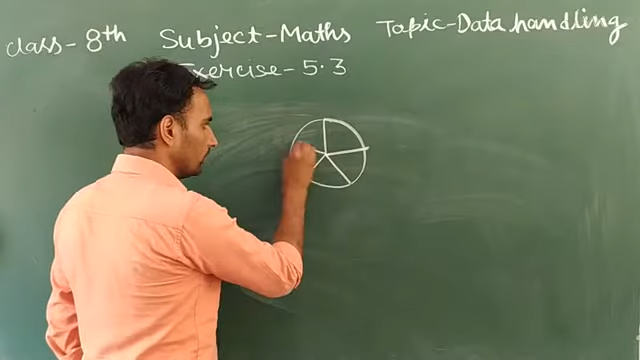 class - 8th Subject - Maths Topic - Data handling
Exercise - 5.3